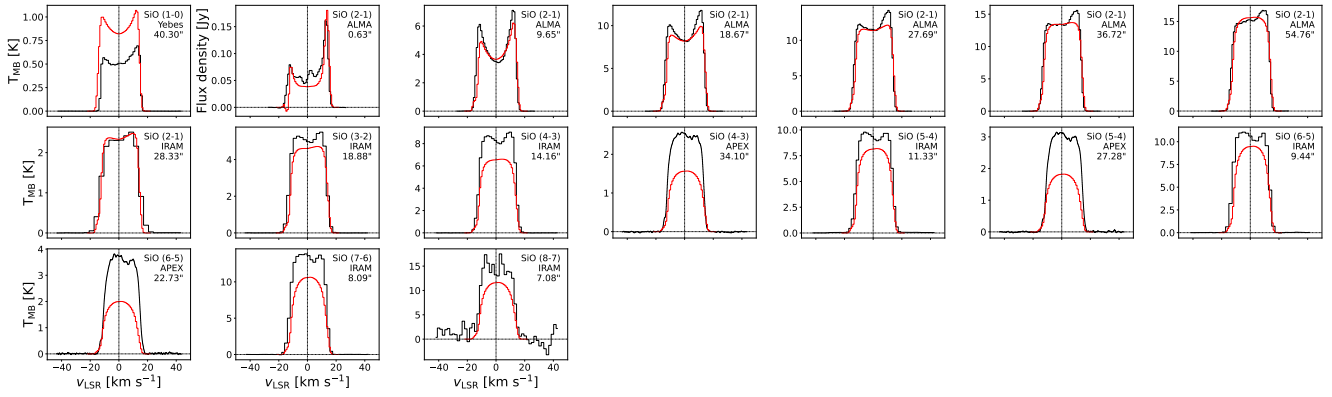 SiO (1-0)
Yebes
40.30"
1.00
0.75
0.50
0.25
0.00
T_MB [K]
SiO (2-1)
ALMA
0.63"
0.15
0.10
0.05
0.00
Flux density [Jy]
SiO (2-1)
ALMA
9.65"
6
4
2
0
SiO (2-1)
ALMA
18.67"
10
5
0
SiO (2-1)
ALMA
27.69"
10
5
0
SiO (2-1)
ALMA
36.72"
15
10
5
0
SiO (2-1)
ALMA
54.76"
15
10
5
0
SiO (2-1)
IRAM
28.33"
2
1
0
T_MB [K]
SiO (3-2)
IRAM
18.88"
4
2
0
SiO (4-3)
IRAM
14.16"
8
6
4
2
0
SiO (4-3)
APEX
34.10"
2
1
0
SiO (5-4)
IRAM
11.33"
10.0
7.5
5.0
2.5
0.0
SiO (5-4)
APEX
27.28"
3
2
1
0
SiO (6-5)
IRAM
9.44"
10.0
7.5
5.0
2.5
0.0
SiO (6-5)
APEX
22.73"
4
3
2
1
0
T_MB [K]
−40 −20 0 20 40
v_LSR [km s⁻¹]
SiO (7-6)
IRAM
8.09"
10
5
0
−40 −20 0 20 40
v_LSR [km s⁻¹]
SiO (8-7)
IRAM
7.08"
15
10
5
0
−40 −20 0 20 40
v_LSR [km s⁻¹]